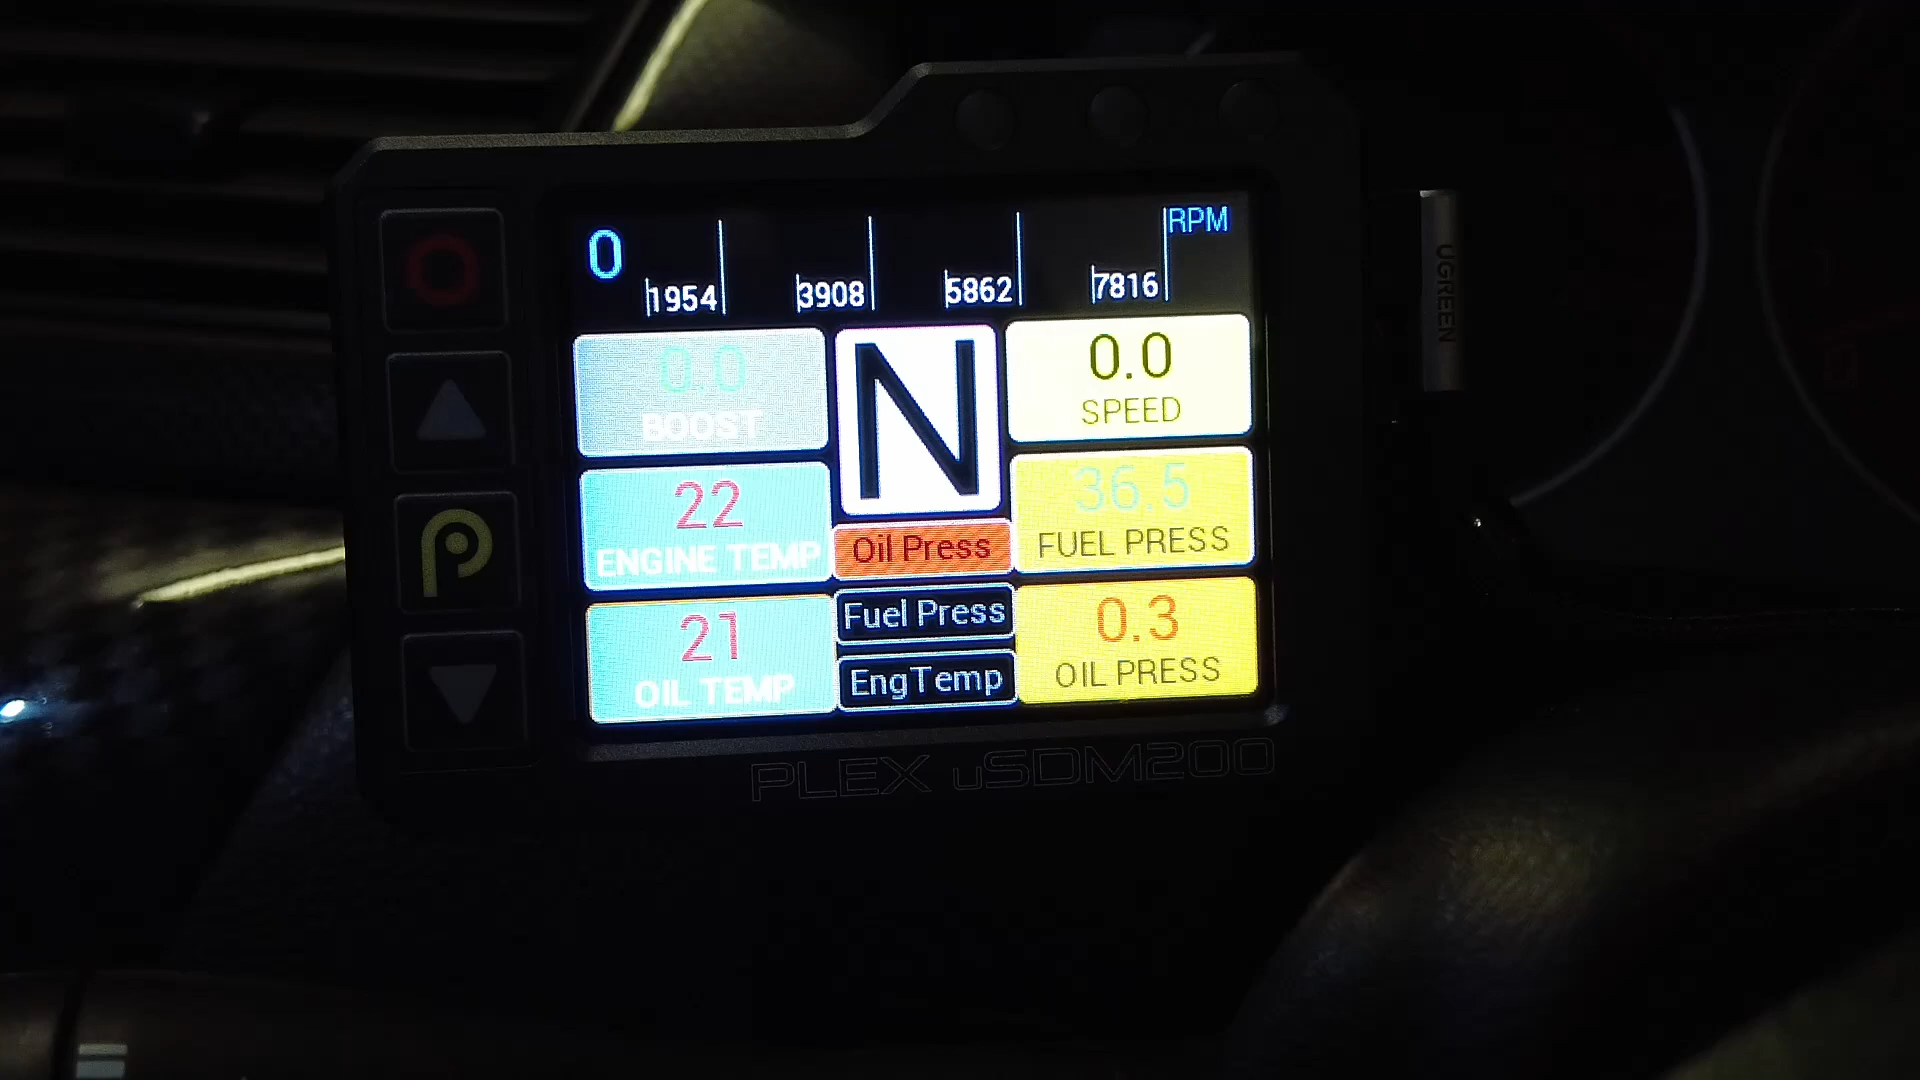 0
RPM
1954
3908
5862
7816
0.0
BOOST
N
0.0
SPEED
22
ENGINE TEMP
Oil Press
36.5
FUEL PRESS
21
OIL TEMP
Fuel Press
EngTemp
0.3
OIL PRESS
PLEX uSDM200
UGREEN